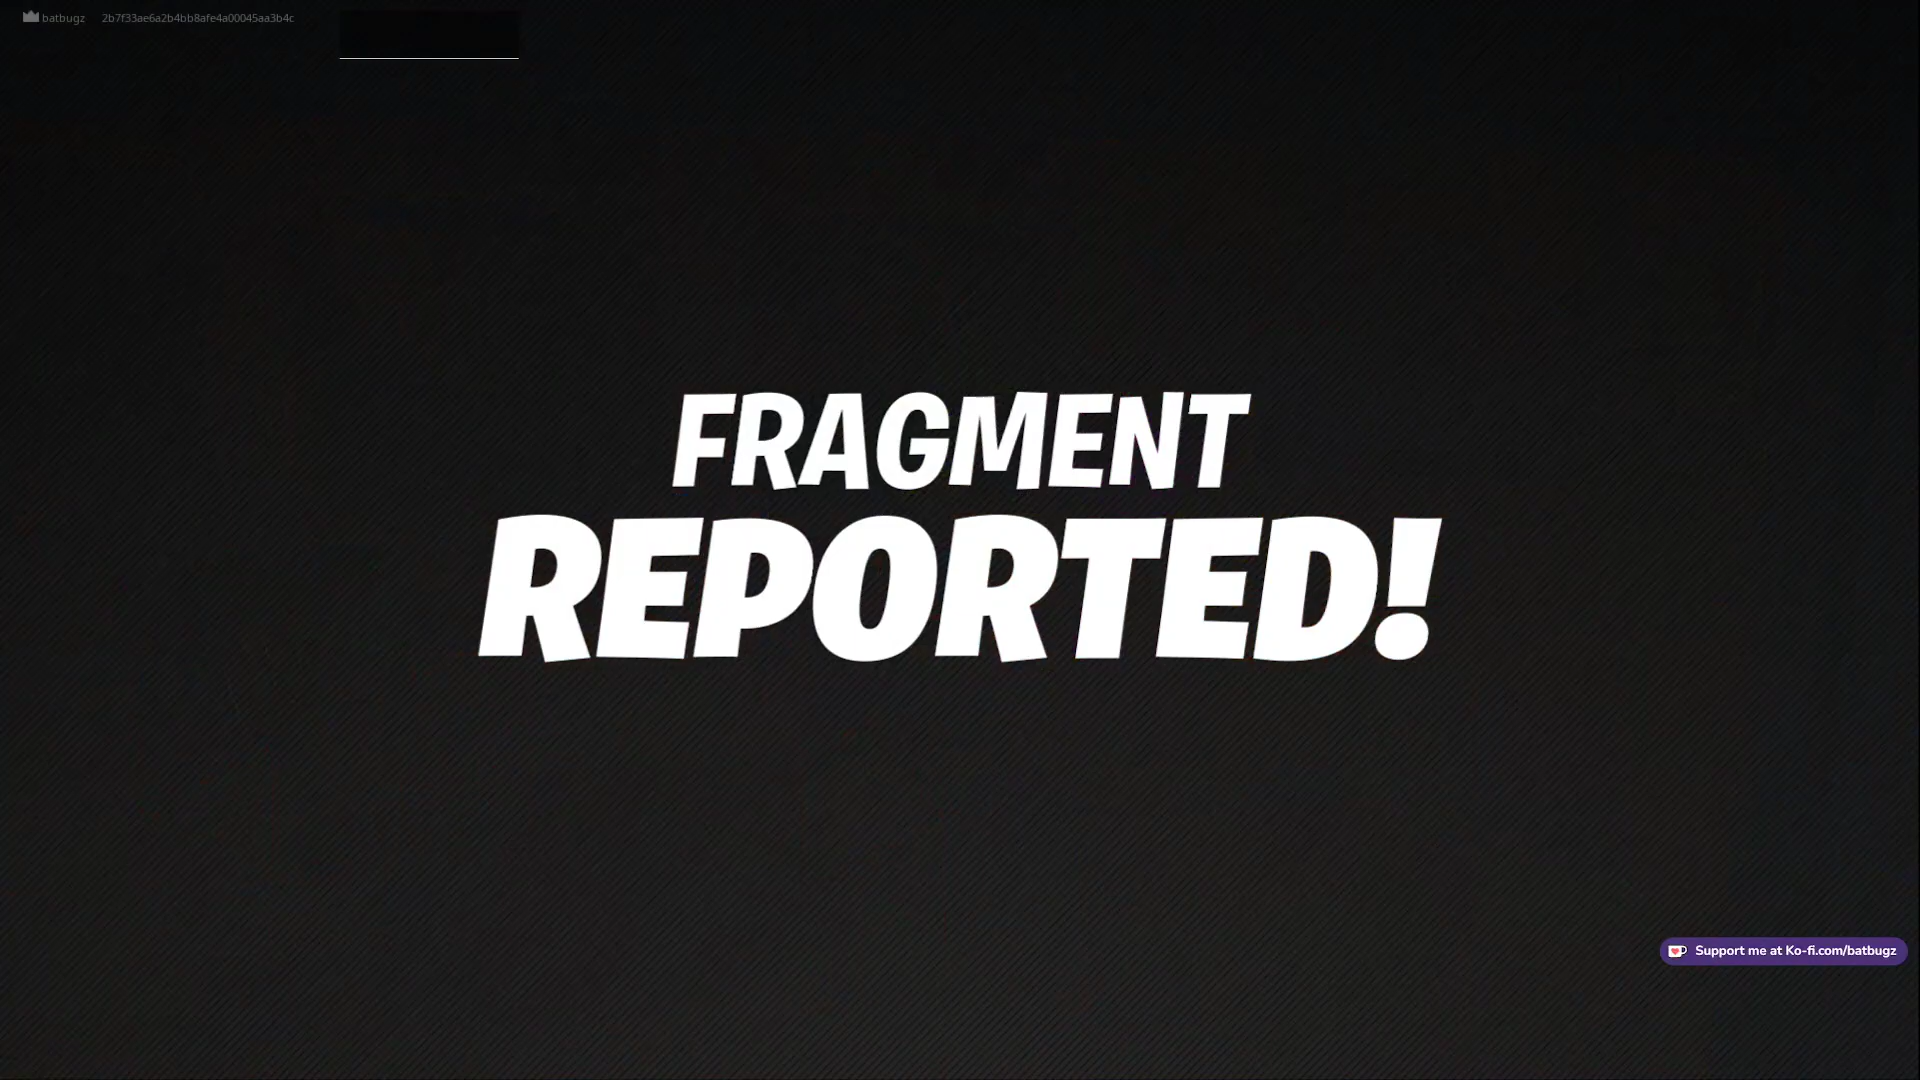 batbugz 2b7f33ae6a2b4bb8afe4a00045aa3b4c
FRAGMENT
REPORTED!
Support me at Ko-fi.com/batbugz